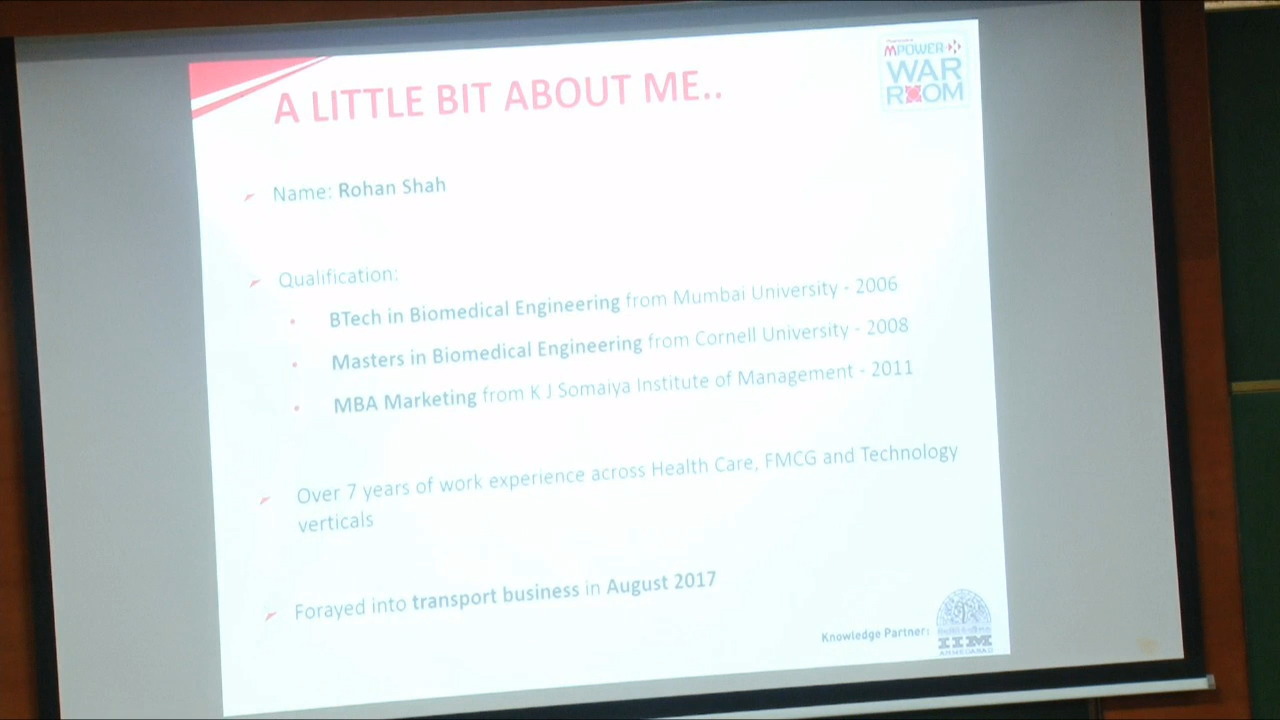 MPOWER
WAR
ROOM
A LITTLE BIT ABOUT ME..
Name: Rohan Shah
Qualification:
BTech in Biomedical Engineering from Mumbai University - 2006
Masters in Biomedical Engineering from Cornell University - 2008
MBA Marketing from K J Somaiya Institute of Management - 2011
Over 7 years of work experience across Health Care, FMCG and Technology
verticals
Forayed into transport business in August 2017
Knowledge Partner:
IIM
AHMEDABAD